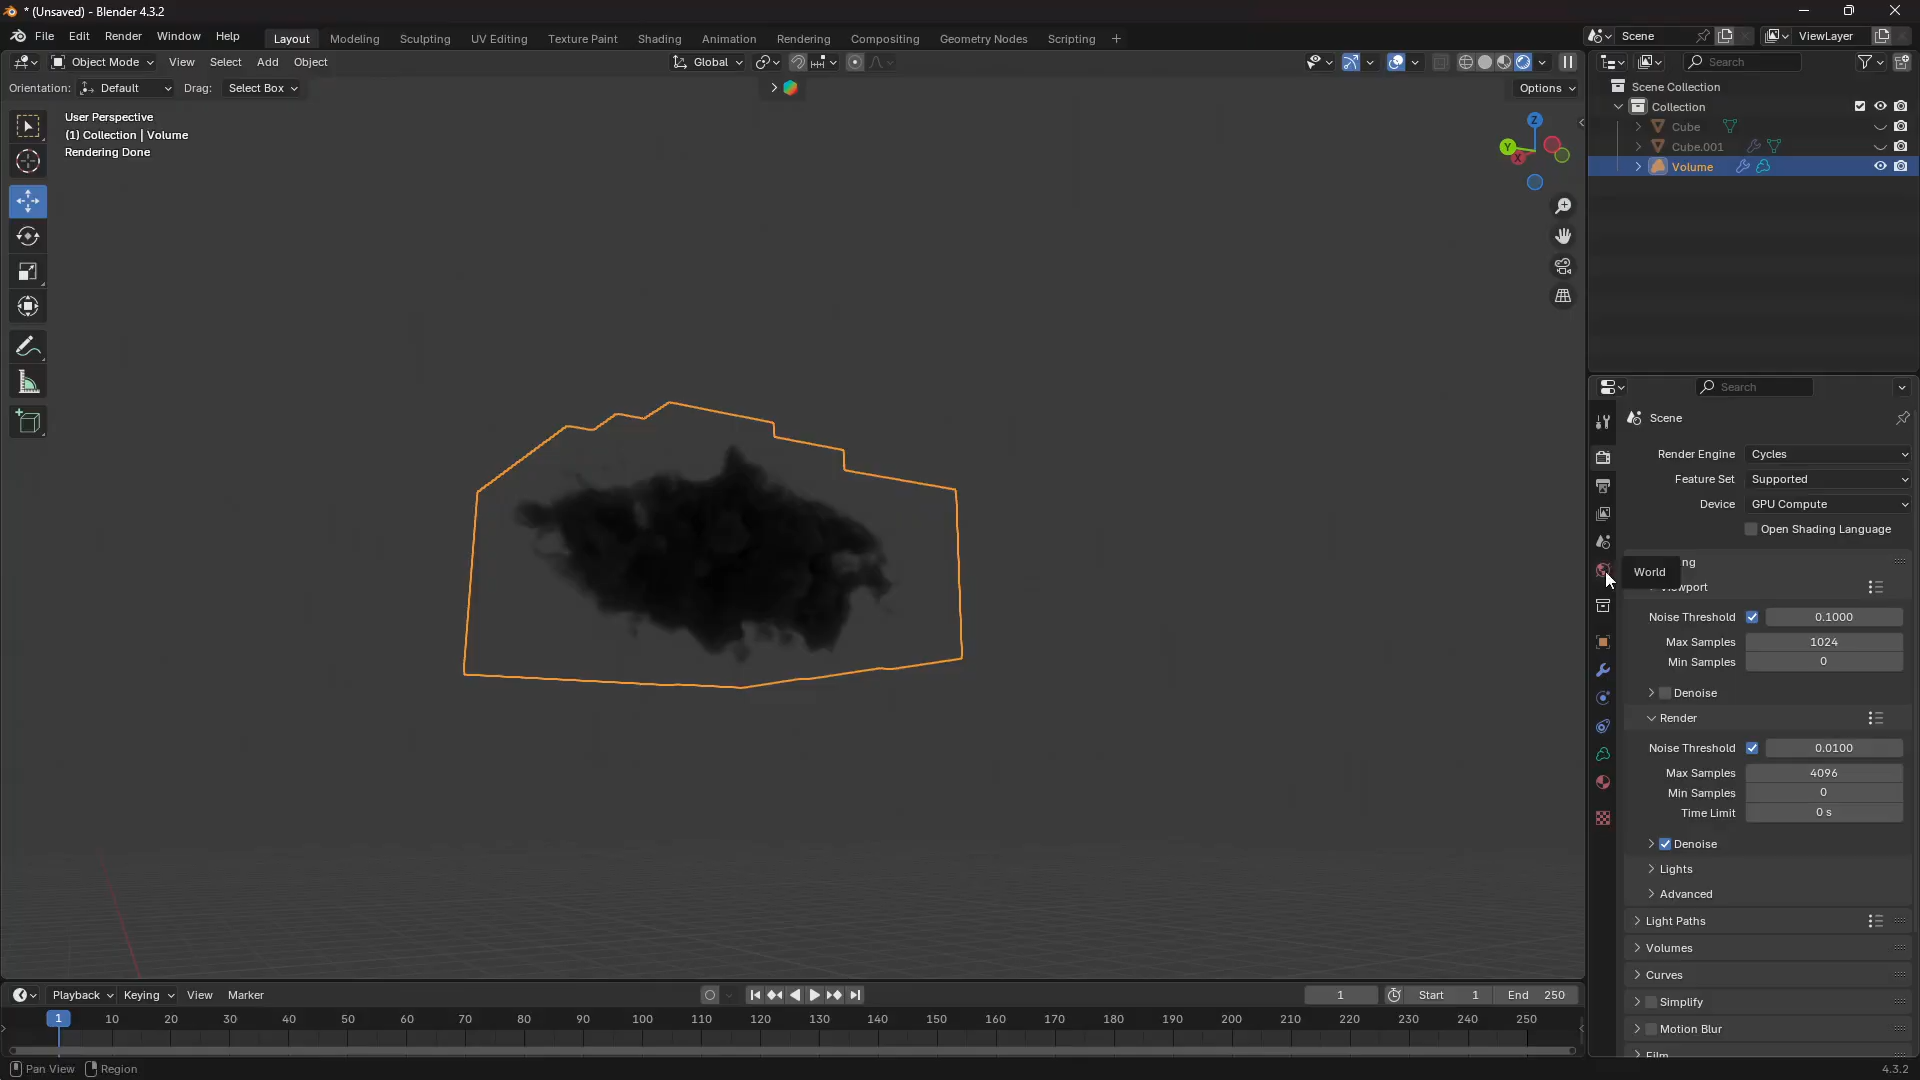 * (Unsaved) - Blender 4.3.2
File Edit Render Window Help Layout Modeling Sculpting UV Editing Texture Paint Shading Animation Rendering Compositing Geometry Nodes Scripting + Scene ViewLayer
Object Mode View Select Add Object Global Search
Orientation: Default Drag: Select Box Options Scene Collection
User Perspective
(1) Collection | Volume
Rendering Done
Z
Y
X
Collection
Cube
Cube.001
Volume
Search
Scene
Render Engine Cycles
Feature Set Supported
Device GPU Compute
Open Shading Language
ng
World
Noise Threshold 0.1000
Max Samples 1024
Min Samples 0
Denoise
Render
Noise Threshold 0.0100
Max Samples 4096
Min Samples 0
Time Limit 0 s
Denoise
Lights
Advanced
Light Paths
Volumes
Curves
Simplify
Motion Blur
Film
Playback Keying View Marker 1 Start 1 End 250
1 10 20 30 40 50 60 70 80 90 100 110 120 130 140 150 160 170 180 190 200 210 220 230 240 250
Pan View Region 4.3.2